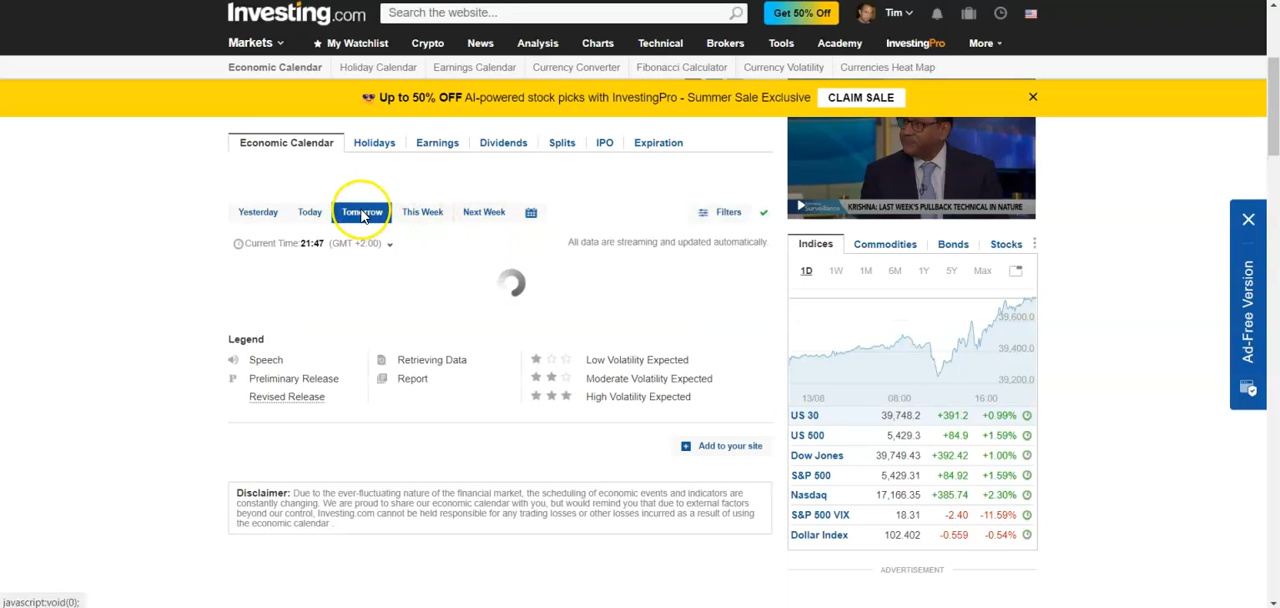 Investing.com
Search the website...
Get 50% Off
Tim
Markets
My Watchlist
Crypto
News
Analysis
Charts
Technical
Brokers
Tools
Academy
InvestingPro
More
Economic Calendar
Holiday Calendar
Earnings Calendar
Currency Converter
Fibonacci Calculator
Currency Volatility
Currencies Heat Map
Up to 50% OFF AI-powered stock picks with InvestingPro - Summer Sale Exclusive
CLAIM SALE
Economic Calendar
Holidays
Earnings
Dividends
Splits
IPO
Expiration
Yesterday
Today
Tomorrow
This Week
Next Week
Filters
Current Time: 21:47 (GMT +2:00)
All data are streaming and updated automatically.
Legend
Speech
Preliminary Release
Revised Release
Retrieving Data
Report
Low Volatility Expected
Moderate Volatility Expected
High Volatility Expected
Add to your site
Disclaimer: Due to the ever-fluctuating nature of the financial market, the scheduling of economic events and indicators are
constantly changing. We are proud to share our economic calendar with you, but would remind you that due to external factors
beyond our control, Investing.com cannot be held responsible for any trading losses or other losses incurred as a result of using
the economic calendar .
Surveillance
KRISHNA: LAST WEEK'S PULLBACK TECHNICAL IN NATURE
Indices
Commodities
Bonds
Stocks
1D
1W
1M
6M
1Y
5Y
Max
39,600.0
39,400.0
39,200.0
13/08
08:00
16:00
US 30 39,748.2 +391.2 +0.99%
US 500 5,429.3 +84.9 +1.59%
Dow Jones 39,749.43 +392.42 +1.00%
S&P 500 5,429.31 +84.92 +1.59%
Nasdaq 17,166.35 +385.74 +2.30%
S&P 500 VIX 18.31 -2.40 -11.59%
Dollar Index 102.402 -0.559 -0.54%
ADVERTISEMENT
Ad-Free Version
javascript:void(0);